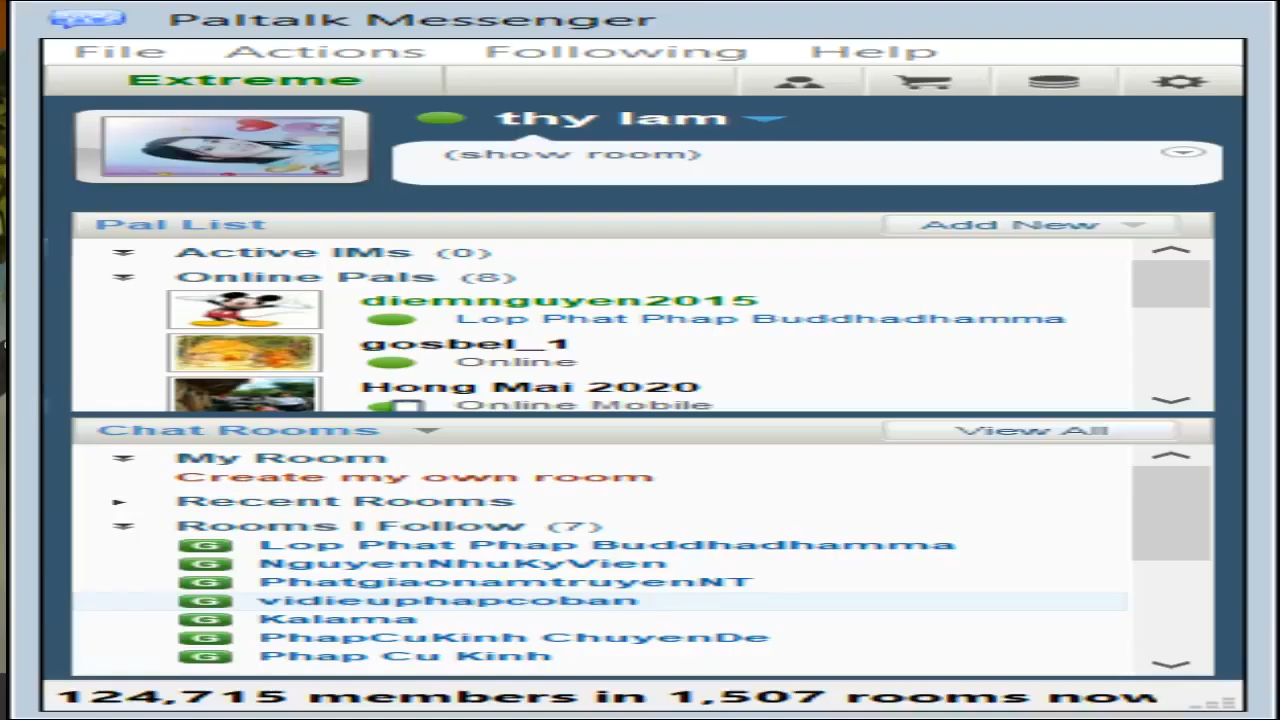 Paltalk Messenger
File Actions Following Help
Extreme
thy lam
(show room)
Pal List Add New
Active IMs (0)
Online Pals (8)
diemnguyen2015
Lop Phat Phap Buddhadhamma
gosbel_1
Online
Hong Mai 2020
Online Mobile
Chat Rooms View All
My Room
Create my own room
Recent Rooms
Rooms I Follow (7)
G Lop Phat Phap Buddhadhamma
G NguyenNhuKyVien
G PhatgiaonamtruyenNT
G vidieuphapcoban
G Kalama
G PhapCuKinh ChuyenDe
G Phap Cu Kinh
124,715 members in 1,507 rooms now